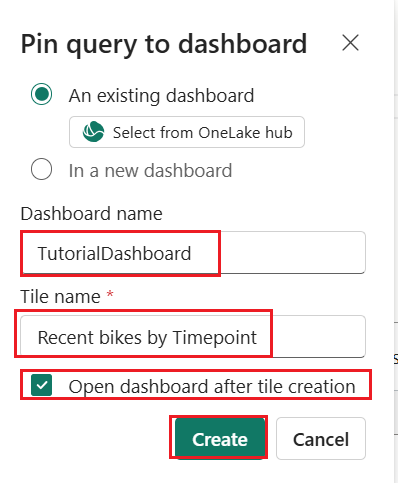 Pin query to dashboard
An existing dashboard
Select from OneLake hub
In a new dashboard
Dashboard name
TutorialDashboard
Tile name *
Recent bikes by Timepoint
Open dashboard after tile creation
Create Cancel